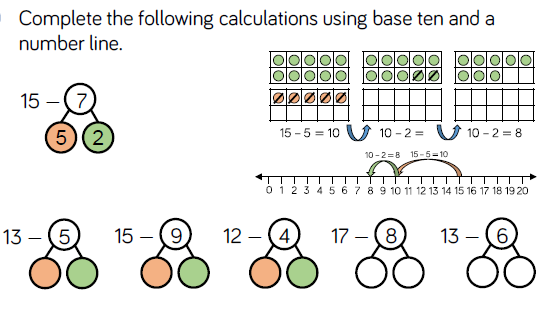 Complete the following calculations using base ten and a
number line.
15 – 7
5 2
15 – 5 = 10 10 – 2 = 10 – 2 = 8
10 – 2 = 8 15 – 5 = 10
0 1 2 3 4 5 6 7 8 9 10 11 12 13 14 15 16 17 18 19 20
13 – 5 15 – 9 12 – 4 17 – 8 13 – 6